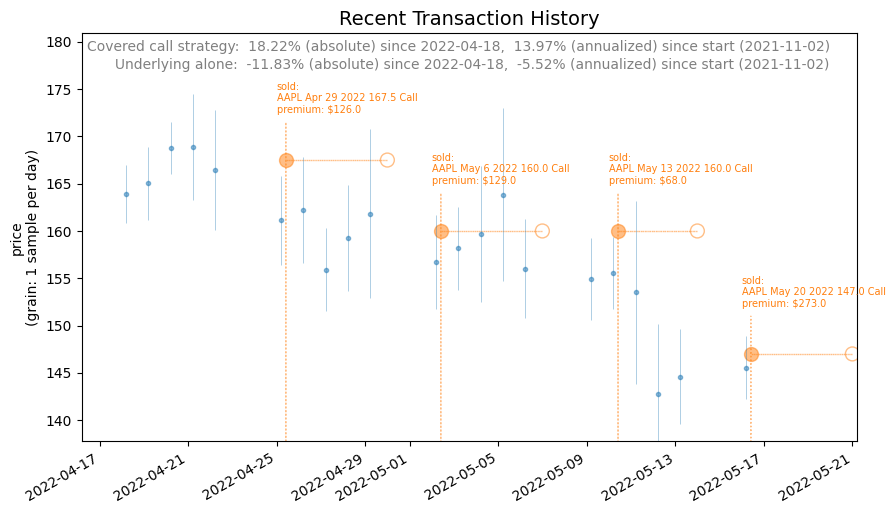 Recent Transaction History
Covered call strategy:  18.22% (absolute) since 2022-04-18,  13.97% (annualized) since start (2021-11-02)
Underlying alone:  -11.83% (absolute) since 2022-04-18,  -5.52% (annualized) since start (2021-11-02)
price
(grain: 1 sample per day)
180
175
170
165
160
155
150
145
140
sold:
AAPL Apr 29 2022 167.5 Call
premium: $126.0
sold:
AAPL May 6 2022 160.0 Call
premium: $129.0
sold:
AAPL May 13 2022 160.0 Call
premium: $68.0
sold:
AAPL May 20 2022 147.0 Call
premium: $273.0
2022-04-17
2022-04-21
2022-04-25
2022-04-29
2022-05-01
2022-05-05
2022-05-09
2022-05-13
2022-05-17
2022-05-21